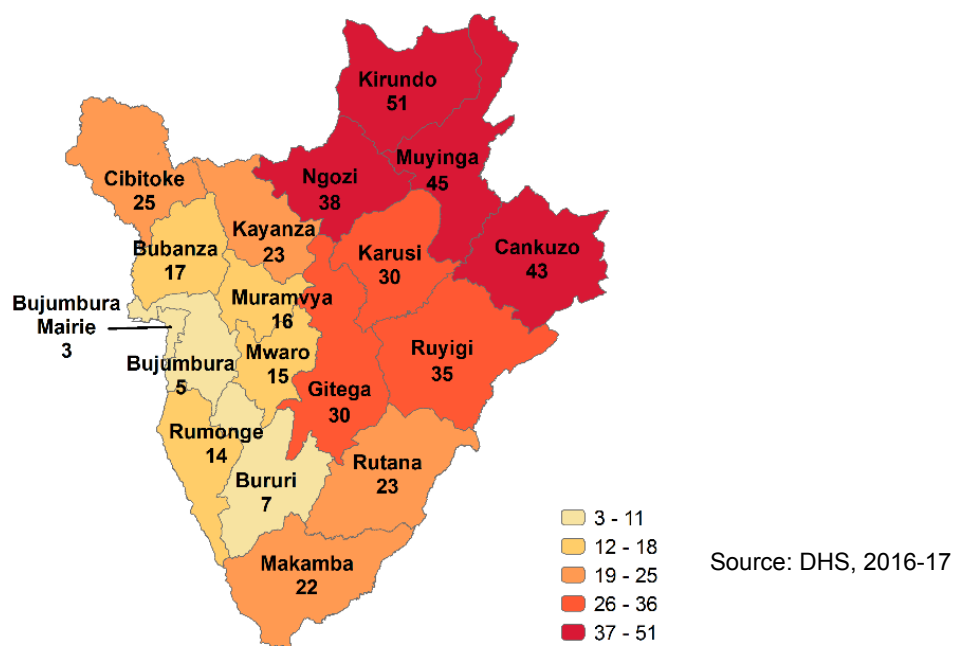 Kirundo
51
Muyinga
45
Ngozi
38
Cibitoke
25
Kayanza
23
Karusi
30
Cankuzo
43
Bubanza
17
Bujumbura
Mairie
3
Muramvya
16
Bujumbura
5
Mwaro
15
Ruyigi
35
Gitega
30
Rumonge
14
Rutana
23
Bururi
7
Makamba
22
3 - 11
12 - 18
19 - 25
26 - 36
37 - 51
Source: DHS, 2016-17